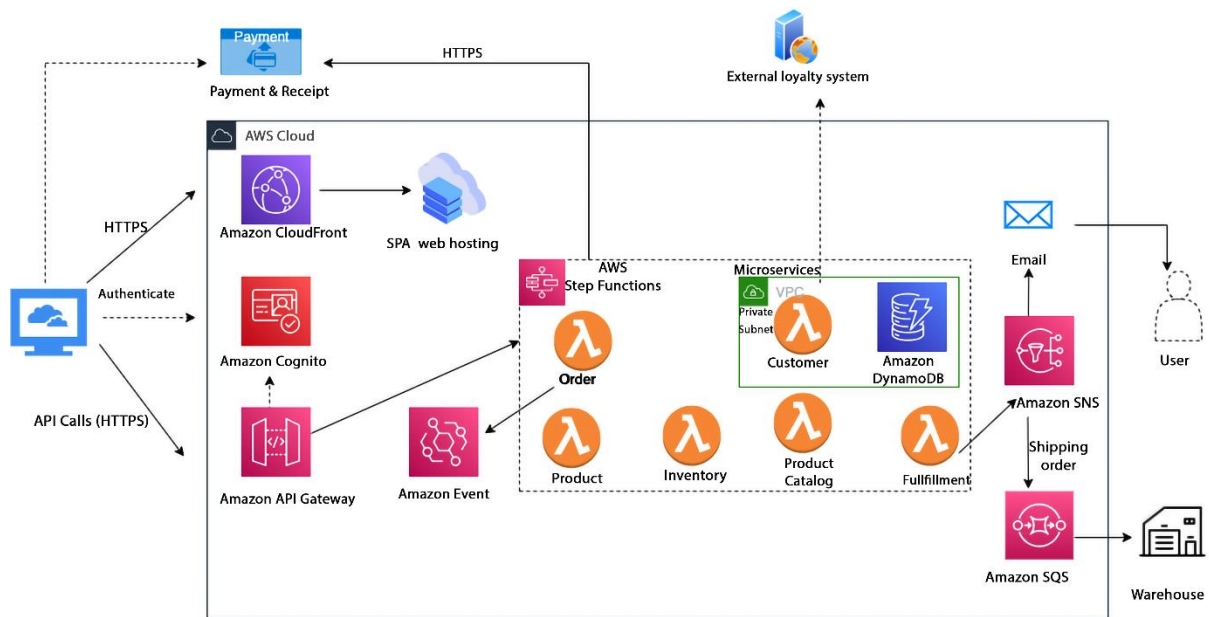 Payment
HTTPS
Payment & Receipt
External loyalty system
AWS Cloud
HTTPS
Amazon CloudFront
SPA web hosting
Authenticate
Amazon Cognito
API Calls (HTTPS)
Amazon API Gateway
Amazon Event
AWS
Step Functions
Microservices
VPC
Private
Subnet
Order
Customer
Amazon
DynamoDB
Product
Inventory
Product
Catalog
Fullfillment
Email
User
Amazon SNS
Shipping
order
Amazon SQS
Warehouse